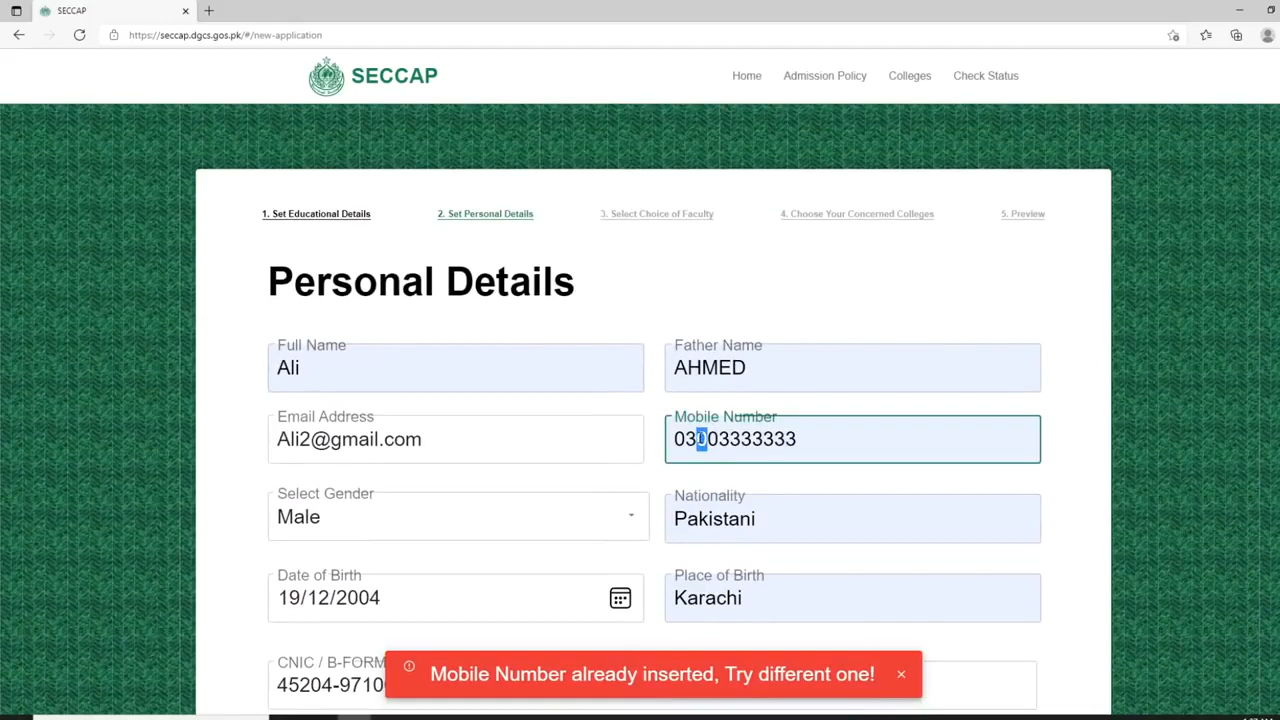 SECCAP
https://seccap.dgcs.gos.pk/#/new-application
SECCAP
Home Admission Policy Colleges Check Status
1. Set Educational Details 2. Set Personal Details 3. Select Choice of Faculty 4. Choose Your Concerned Colleges 5. Preview
Personal Details
Full Name
Ali
Father Name
AHMED
Email Address
Ali2@gmail.com
Mobile Number
03003333333
Select Gender
Male
Nationality
Pakistani
Date of Birth
19/12/2004
Place of Birth
Karachi
CNIC / B-FORM
45204-9710
Mobile Number already inserted, Try different one!